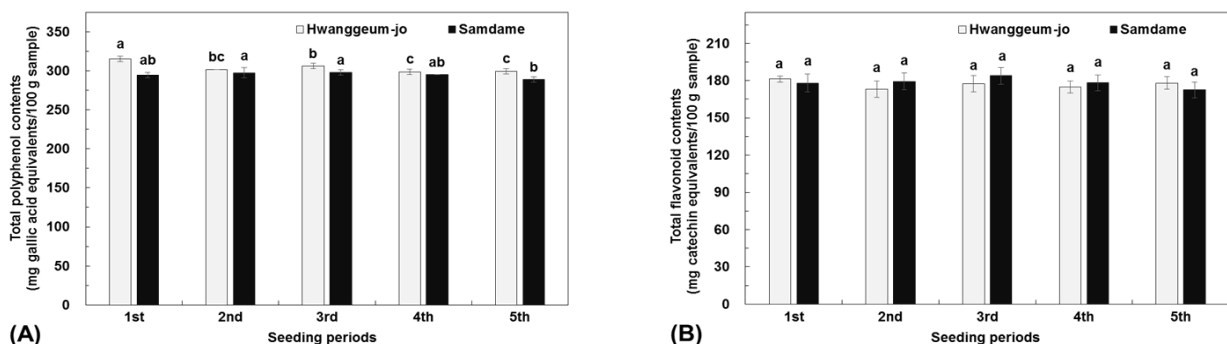 Hwanggeum-jo
Samdame
350
300
250
200
150
100
50
0
Total polyphenol contents
(mg gallic acid equivalents/100 g sample)
a
ab
bc
a
b
a
c
ab
c
b
1st
2nd
3rd
4th
5th
Seeding periods
(A)
Hwanggeum-jo
Samdame
210
180
150
120
90
60
30
0
Total flavonoid contents
(mg catechin equivalents/100 g sample)
a
a
a
a
a
a
a
a
a
a
1st
2nd
3rd
4th
5th
Seeding periods
(B)